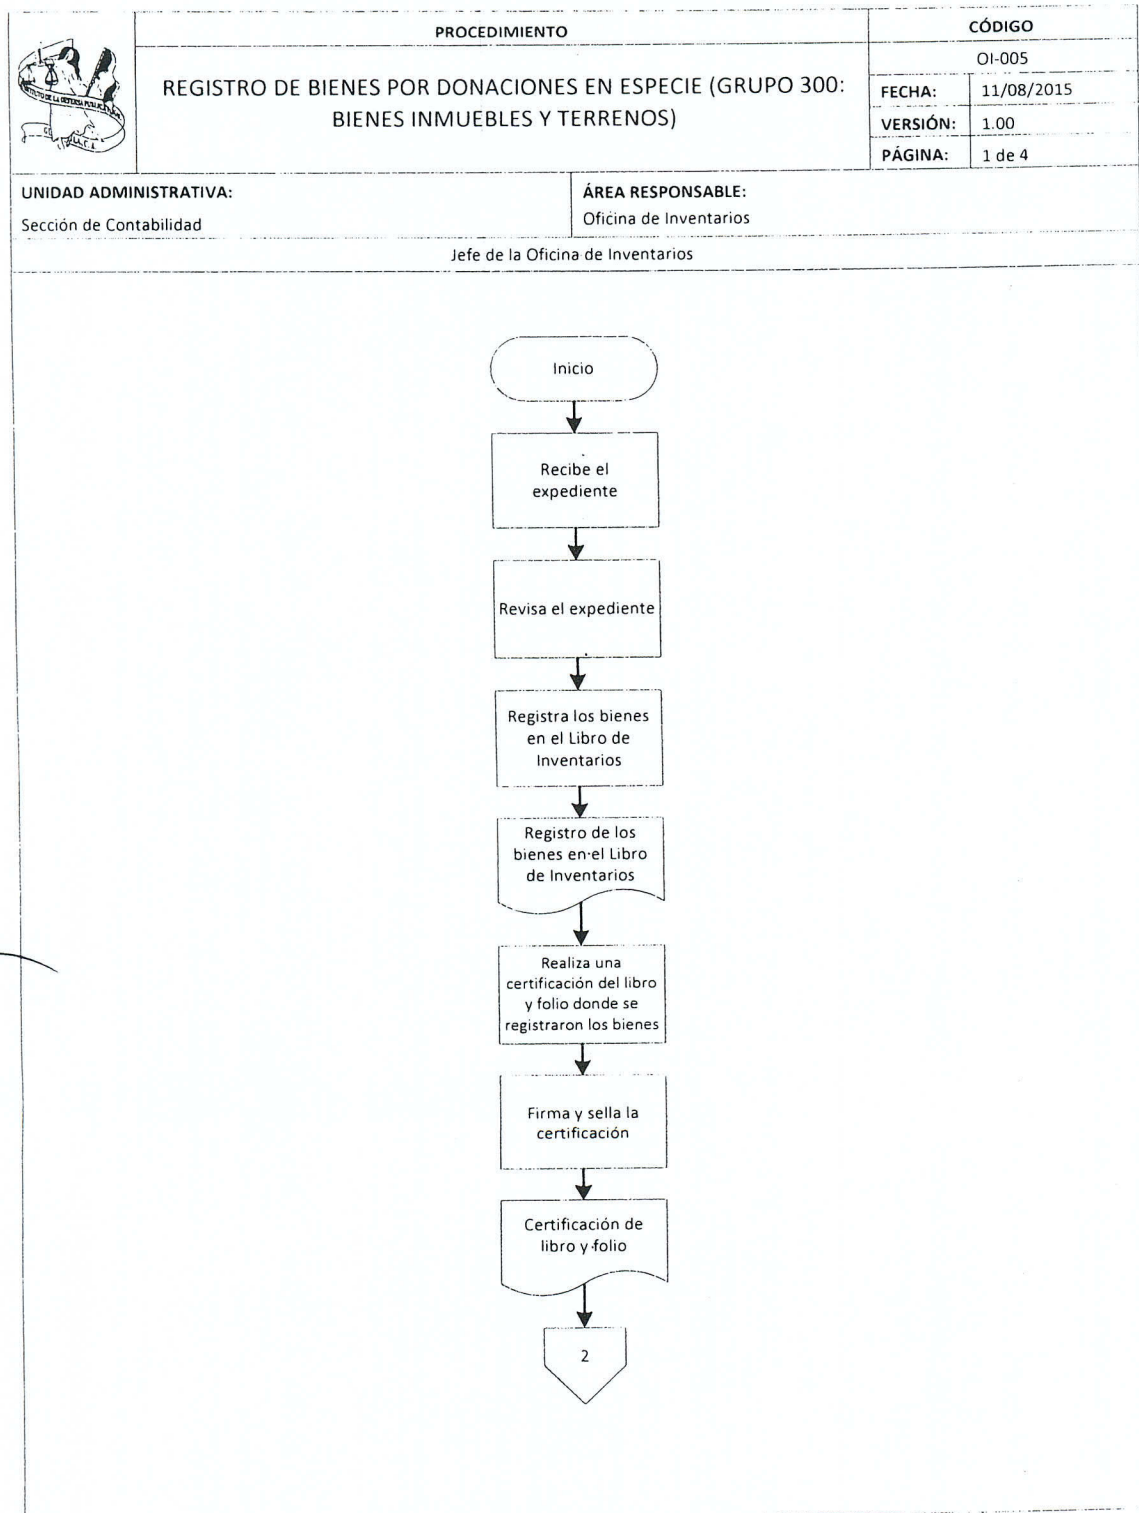 PROCEDIMIENTO
CÓDIGO
REGISTRO DE BIENES POR DONACIONES EN ESPECIE (GRUPO 300:
BIENES INMUEBLES Y TERRENOS)
OI-005
FECHA: 11/08/2015
VERSIÓN: 1.00
PÁGINA: 1 de 4
UNIDAD ADMINISTRATIVA:
Sección de Contabilidad
ÁREA RESPONSABLE:
Oficina de Inventarios
Jefe de la Oficina de Inventarios
Inicio
Recibe el
expediente
Revisa el expediente
Registra los bienes
en el Libro de
Inventarios
Registro de los
bienes en el Libro
de Inventarios
Realiza una
certificación del libro
y folio donde se
registraron los bienes
Firma y sella la
certificación
Certificación de
libro y folio
2